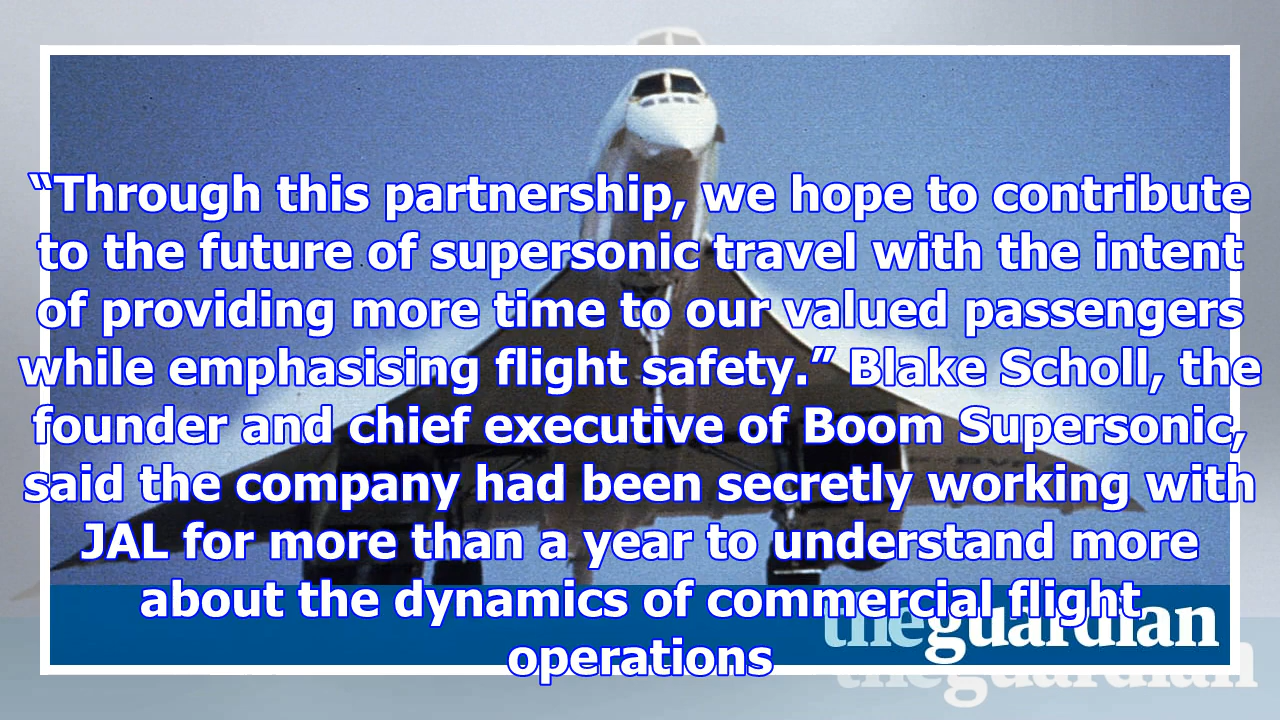 “Through this partnership, we hope to contribute
to the future of supersonic travel with the intent
of providing more time to our valued passengers
while emphasising flight safety.” Blake Scholl, the
founder and chief executive of Boom Supersonic,
said the company had been secretly working with
JAL for more than a year to understand more
about the dynamics of commercial flight
operations
theguardian
theguardian